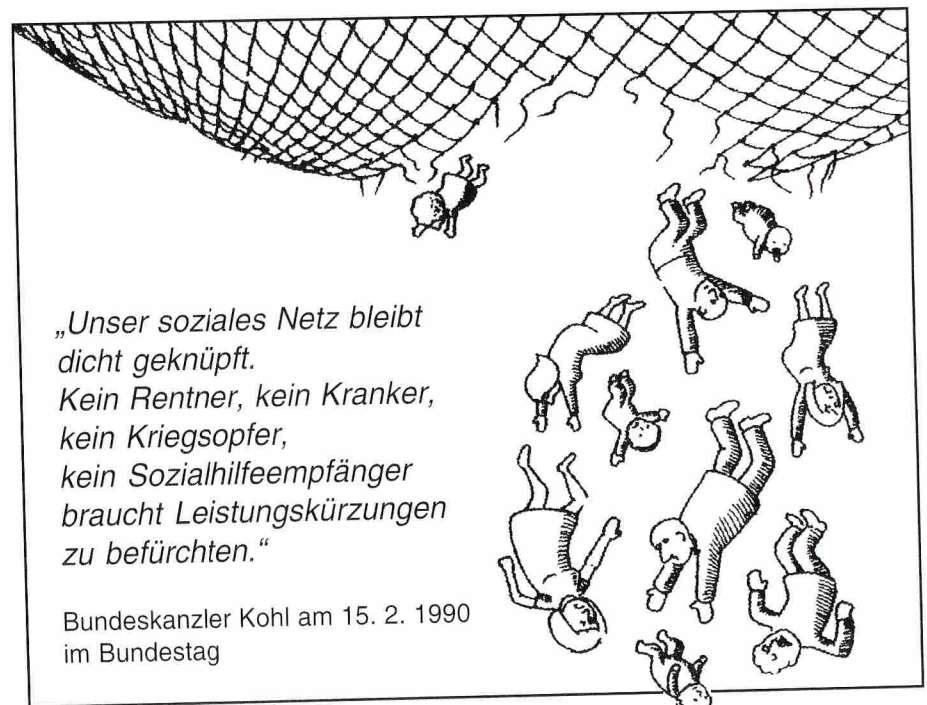 „Unser soziales Netz bleibt
dicht geknüpft.
Kein Rentner, kein Kranker,
kein Kriegsopfer,
kein Sozialhilfeempfänger
braucht Leistungskürzungen
zu befürchten.“
Bundeskanzler Kohl am 15. 2. 1990
im Bundestag